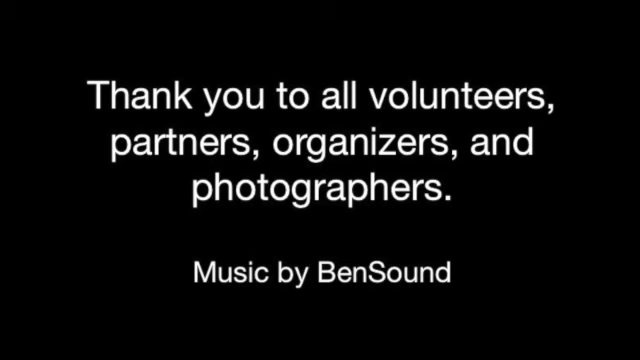 Thank you to all volunteers,
partners, organizers, and
photographers.
Music by BenSound